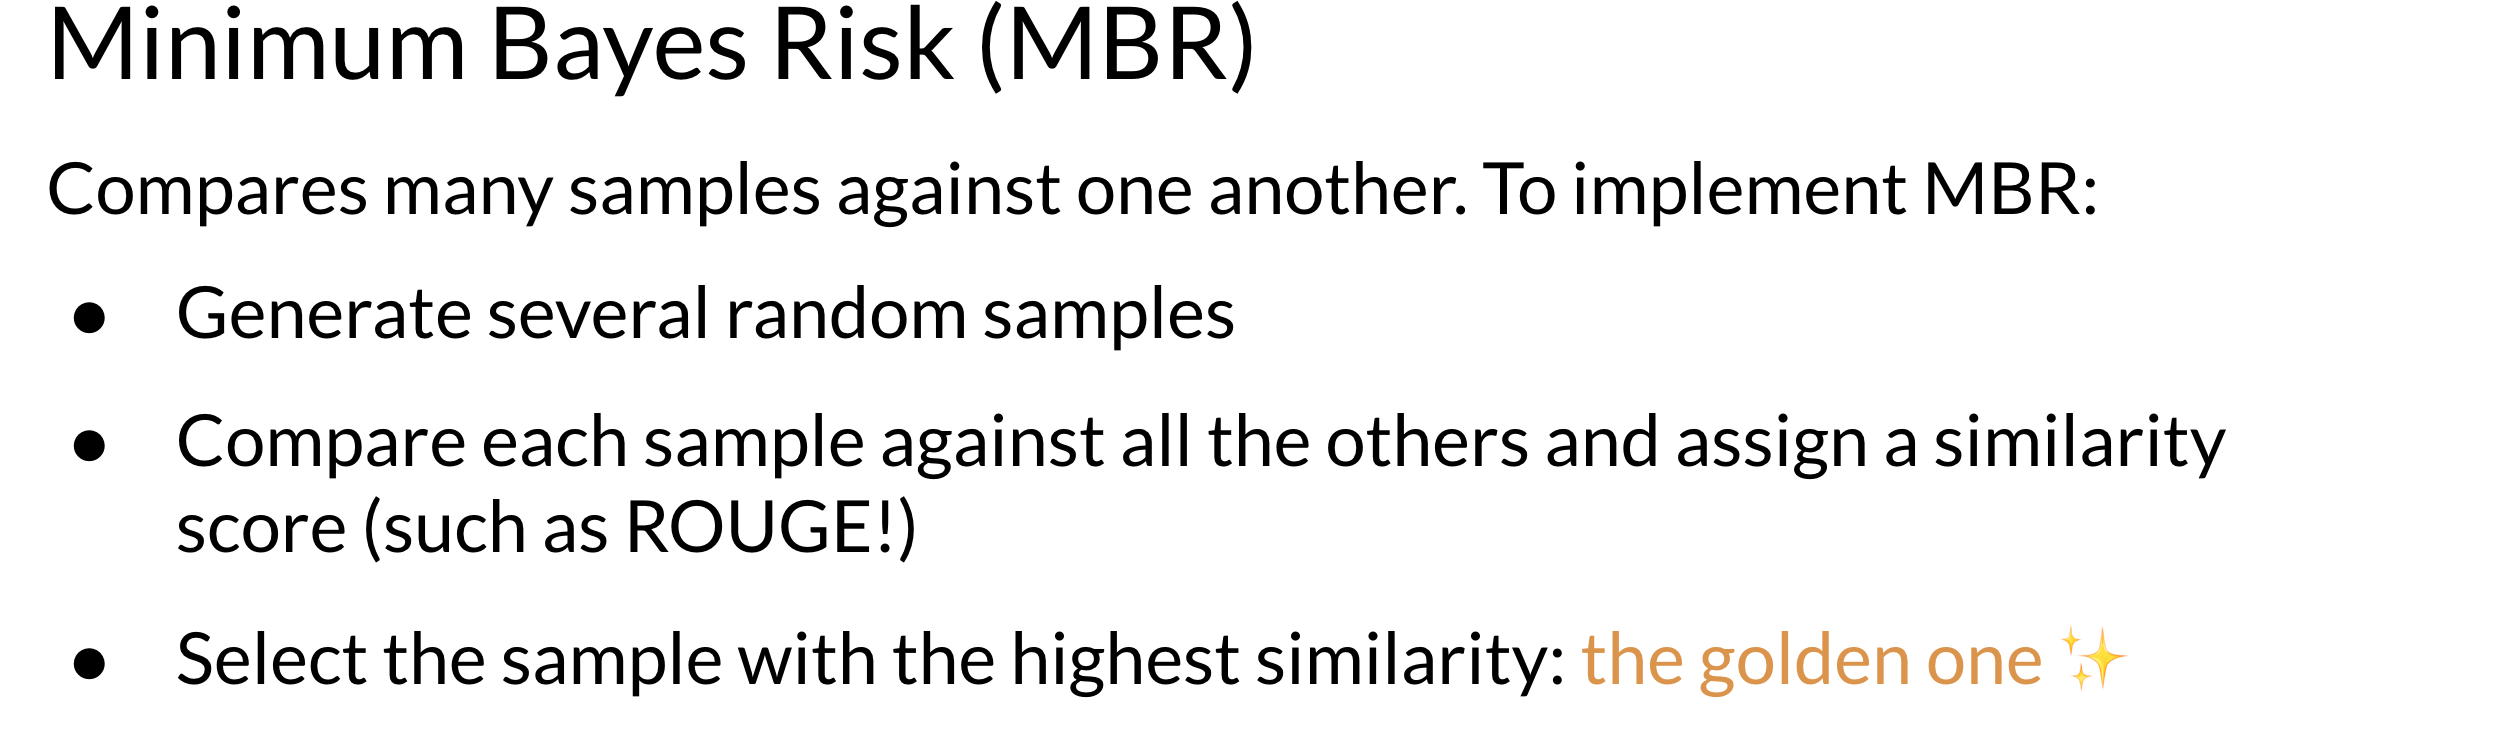 Minimum Bayes Risk (MBR)
Compares many samples against one another. To implement MBR:
● Generate several random samples
● Compare each sample against all the others and assign a similarity
score (such as ROUGE!)
● Select the sample with the highest similarity: the golden one ✨